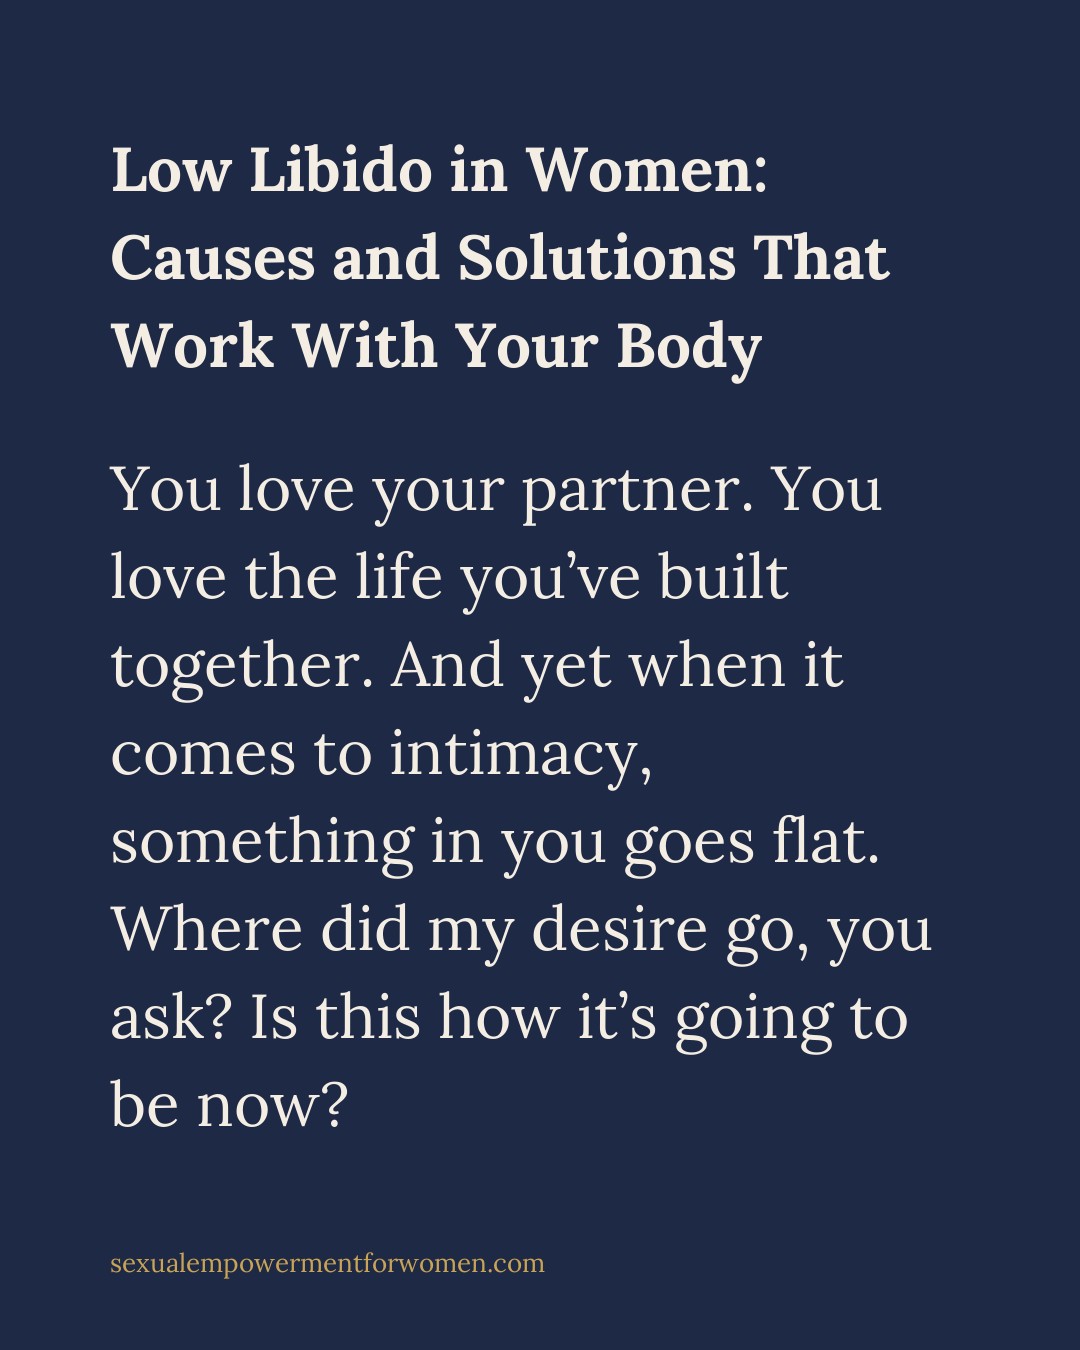 Low Libido in Women:
Causes and Solutions That
Work With Your Body
You love your partner. You
love the life you’ve built
together. And yet when it
comes to intimacy,
something in you goes flat.
Where did my desire go, you
ask? Is this how it’s going to
be now?
sexualempowermentforwomen.com